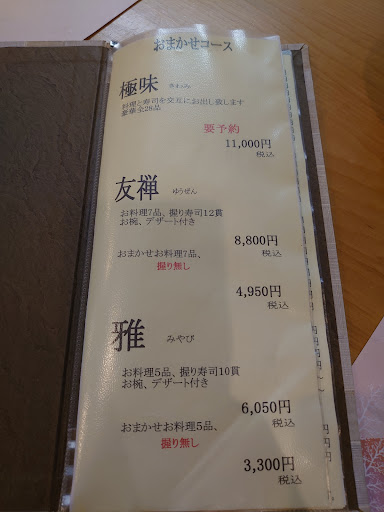 おまかせコース
極味 きわみ
お料理と寿司を交互にお出し致します
豪華全28品
要予約
11,000円
税込
友禅 ゆうぜん
お料理7品、握り寿司12貫
お椀、デザート付き
8,800円
税込
おまかせお料理7品、
握り無し
4,950円
税込
雅 みやび
お料理5品、握り寿司10貫
お椀、デザート付き
6,050円
税込
おまかせお料理5品、
握り無し
3,300円
税込